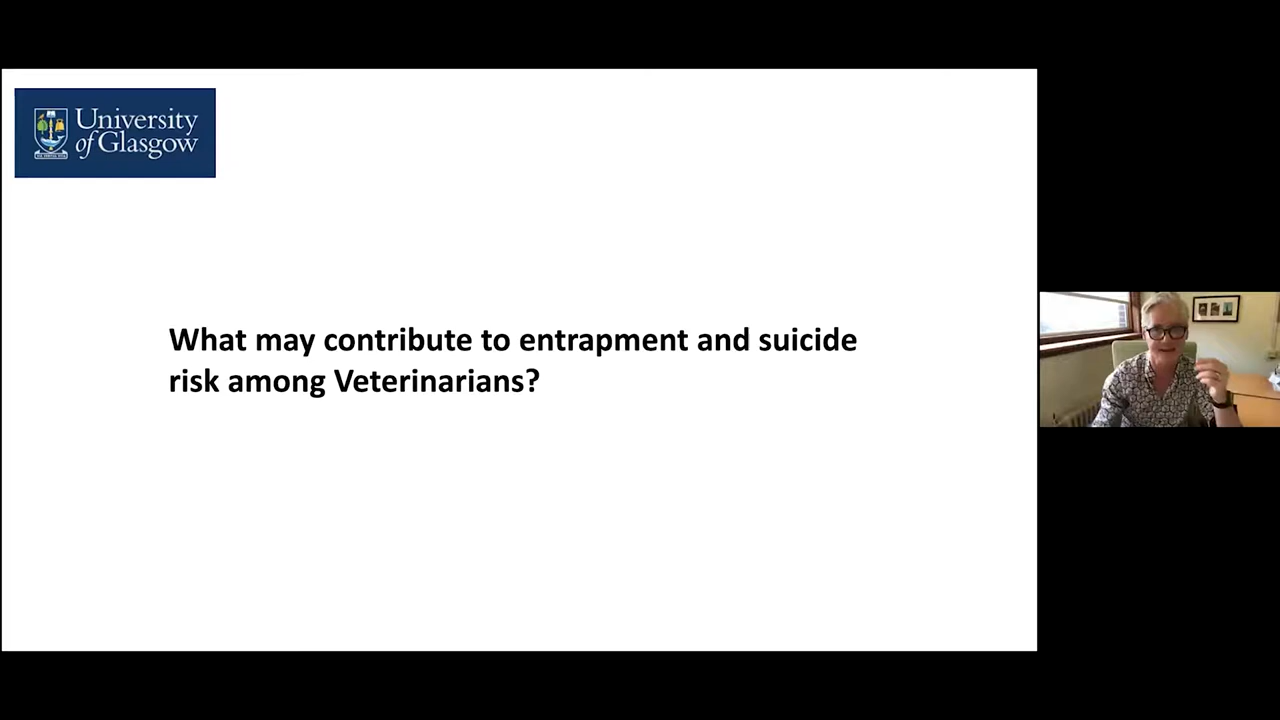 University
of Glasgow
What may contribute to entrapment and suicide
risk among Veterinarians?